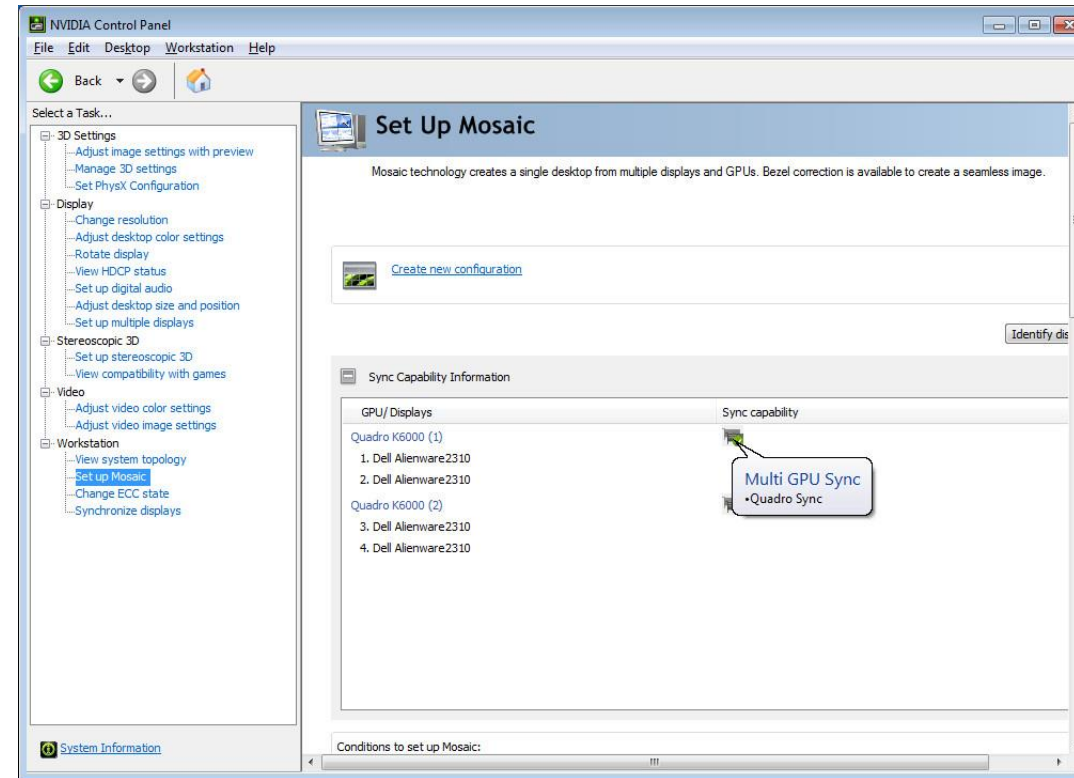 NVIDIA Control Panel
File Edit Desktop Workstation Help
Back
Select a Task...
3D Settings
Adjust image settings with preview
Manage 3D settings
Set PhysX Configuration
Display
Change resolution
Adjust desktop color settings
Rotate display
View HDCP status
Set up digital audio
Adjust desktop size and position
Set up multiple displays
Stereoscopic 3D
Set up stereoscopic 3D
View compatibility with games
Video
Adjust video color settings
Adjust video image settings
Workstation
View system topology
Set up Mosaic
Change ECC state
Synchronize displays
System Information
Set Up Mosaic
Mosaic technology creates a single desktop from multiple displays and GPUs. Bezel correction is available to create a seamless image.
Create new configuration
Identify dis
Sync Capability Information
GPU/Displays Sync capability
Quadro K6000 (1)
1. Dell Alienware2310
2. Dell Alienware2310
Multi GPU Sync
•Quadro Sync
Quadro K6000 (2)
3. Dell Alienware2310
4. Dell Alienware2310
Conditions to set up Mosaic: